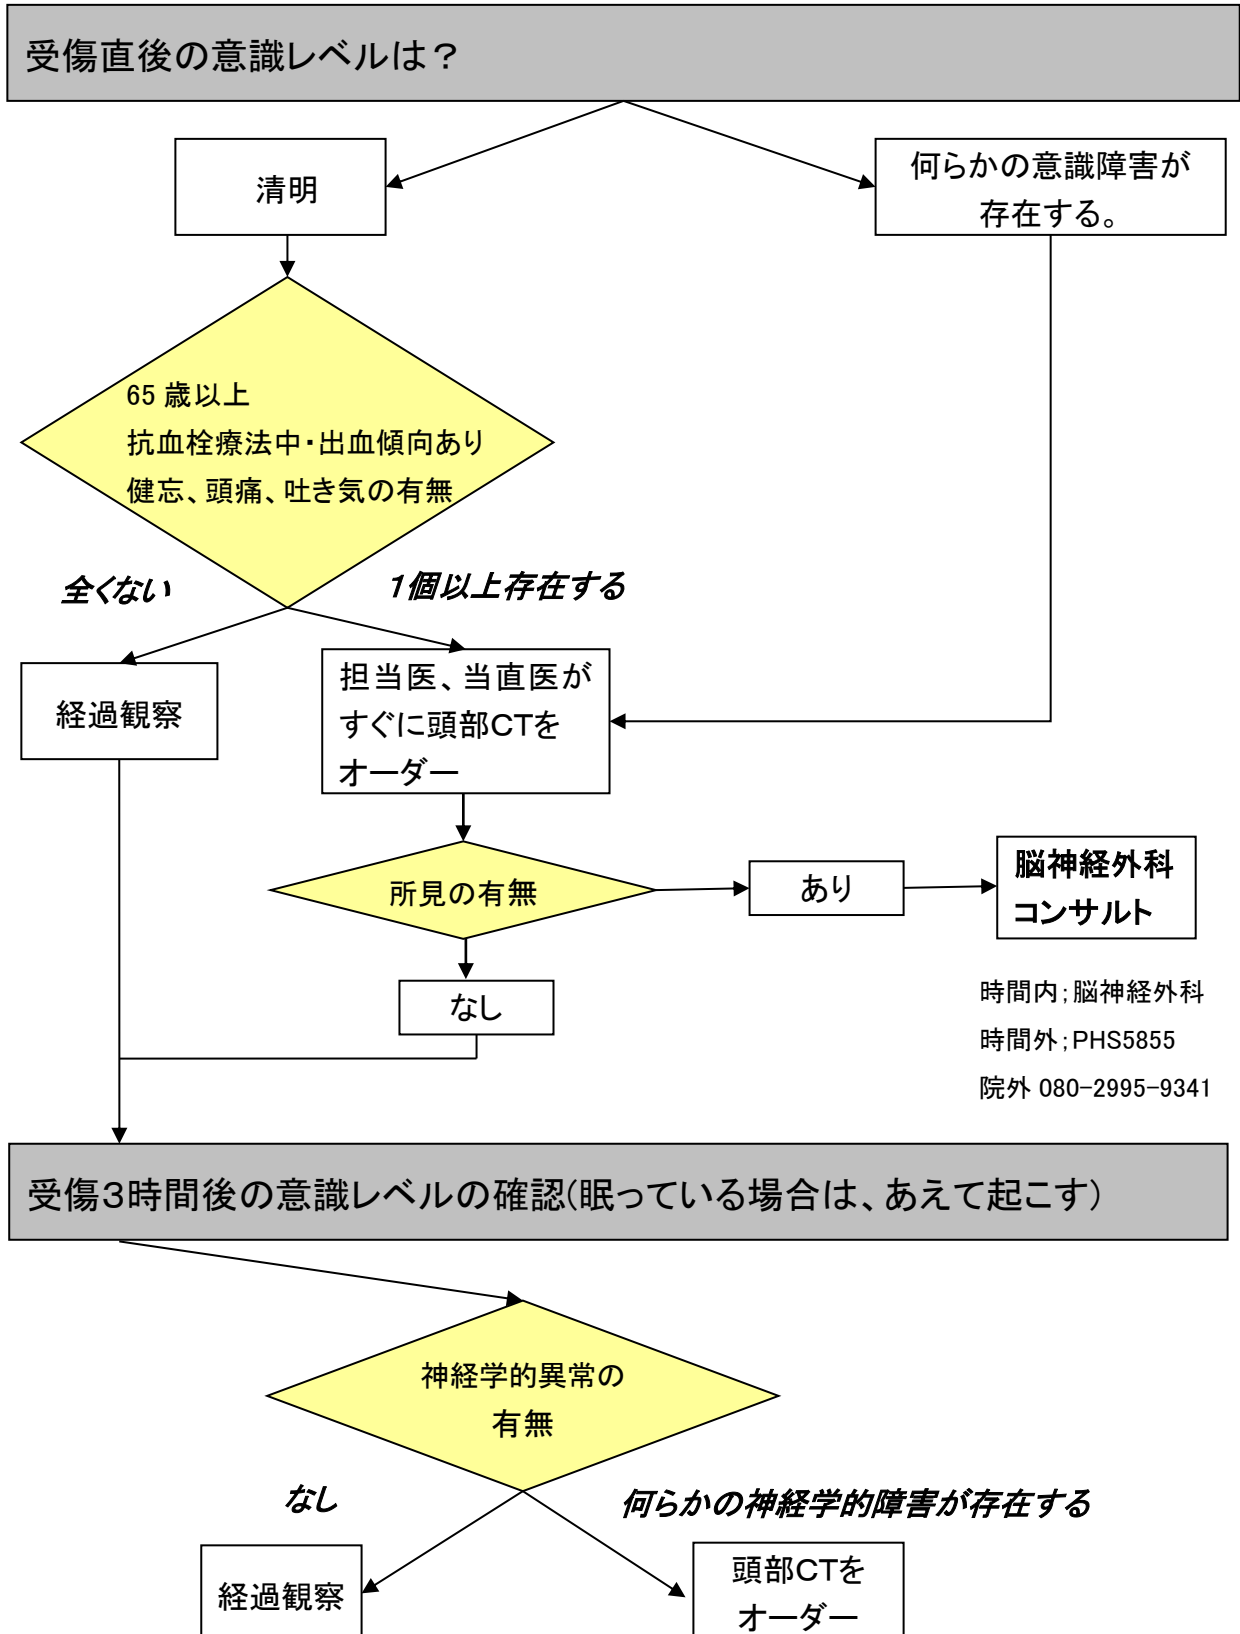 受傷直後の意識レベルは？
清明
何らかの意識障害が
存在する。
65 歳以上
抗血栓療法中・出血傾向あり
健忘、頭痛、吐き気の有無
全くない
1個以上存在する
経過観察
担当医、当直医が
すぐに頭部CTを
オーダー
所見の有無
あり
脳神経外科
コンサルト
なし
時間内；脳神経外科
時間外；PHS5855
院外 080-2995-9341
受傷3時間後の意識レベルの確認(眠っている場合は、あえて起こす)
神経学的異常の
有無
なし
何らかの神経学的障害が存在する
経過観察
頭部CTを
オーダー